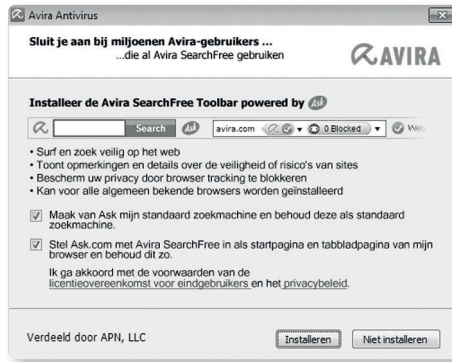 Avira Antivirus
Sluit je aan bij miljoenen Avira-gebruikers ...
...die al Avira SearchFree gebruiken
AVIRA
Installeer de Avira SearchFree Toolbar powered by Ask
Search Ask avira.com 0 Blocked Web
• Surf en zoek veilig op het web
• Toont opmerkingen en details over de veiligheid of risico's van sites
• Bescherm uw privacy door browser tracking te blokkeren
• Kan voor alle algemeen bekende browsers worden geïnstalleerd
Maak van Ask mijn standaard zoekmachine en behoud deze als standaard
zoekmachine.
Stel Ask.com met Avira SearchFree in als startpagina en tabbladpagina van mijn
browser en behoud dit zo.
Ik ga akkoord met de voorwaarden van de
licentieovereenkomst voor eindgebruikers en het privacybeleid.
Verdeeld door APN, LLC
Installeren
Niet installeren